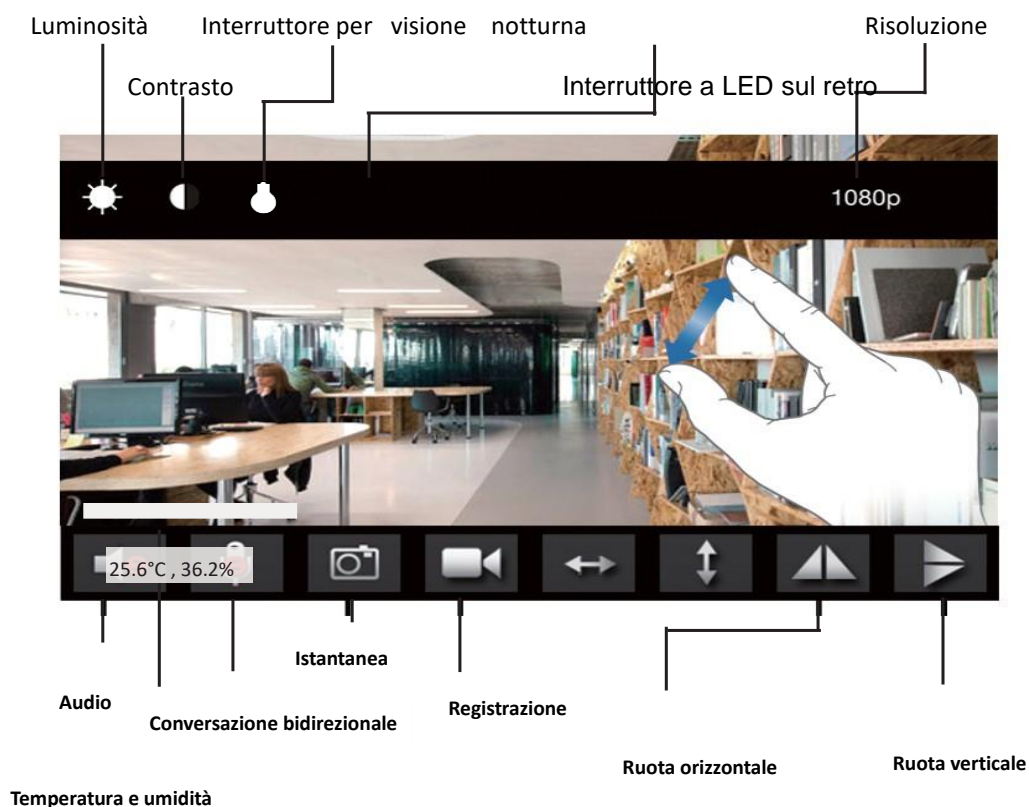 Luminosità Interruttore per visione notturna Risoluzione
Contrasto Interruttore a LED sul retro
1080p
25.6°C , 36.2%
Istantanea
Audio
Conversazione bidirezionale
Registrazione
Ruota orizzontale
Ruota verticale
Temperatura e umidità